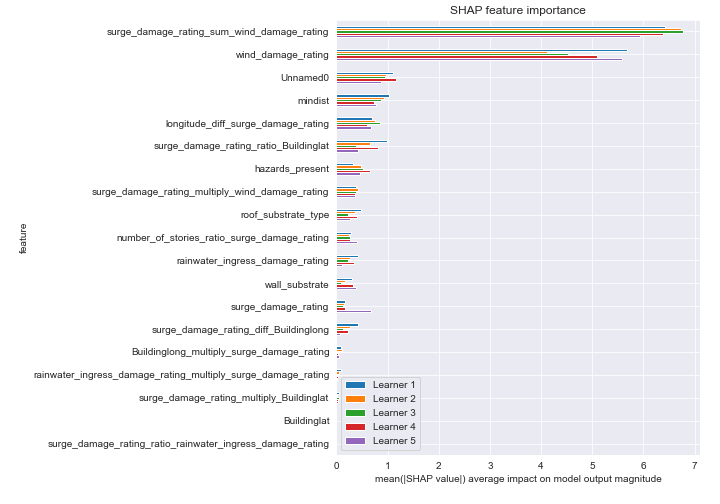 SHAP feature importance
surge_damage_rating_sum_wind_damage_rating
wind_damage_rating
Unnamed0
mindist
longitude_diff_surge_damage_rating
surge_damage_rating_ratio_Buildinglat
hazards_present
surge_damage_rating_multiply_wind_damage_rating
roof_substrate_type
number_of_stories_ratio_surge_damage_rating
rainwater_ingress_damage_rating
wall_substrate
surge_damage_rating
surge_damage_rating_diff_Buildinglong
Buildinglong_multiply_surge_damage_rating
rainwater_ingress_damage_rating_multiply_surge_damage_rating
surge_damage_rating_multiply_Buildinglat
Buildinglat
surge_damage_rating_ratio_rainwater_ingress_damage_rating
feature
Learner 1
Learner 2
Learner 3
Learner 4
Learner 5
0 1 2 3 4 5 6 7
mean(|SHAP value|) average impact on model output magnitude